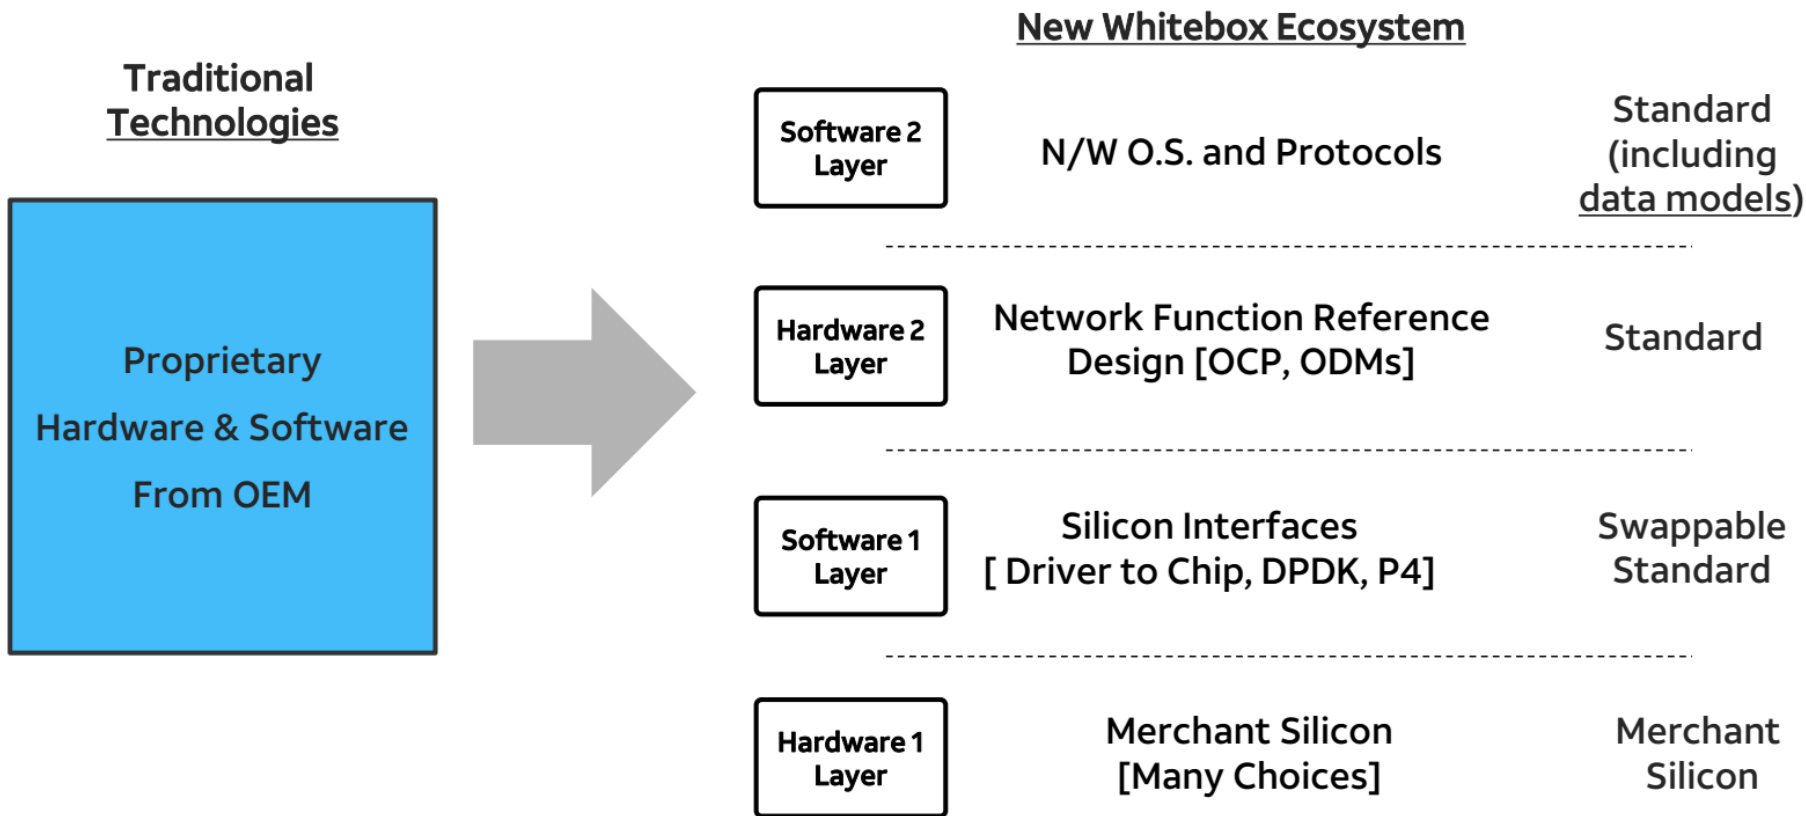 New Whitebox Ecosystem
Traditional
Technologies
Proprietary
Hardware & Software
From OEM
Software 2
Layer
N/W O.S. and Protocols
Standard
(including
data models)
Hardware 2
Layer
Network Function Reference
Design [OCP, ODMs]
Standard
Software 1
Layer
Silicon Interfaces
[ Driver to Chip, DPDK, P4]
Swappable
Standard
Hardware 1
Layer
Merchant Silicon
[Many Choices]
Merchant
Silicon